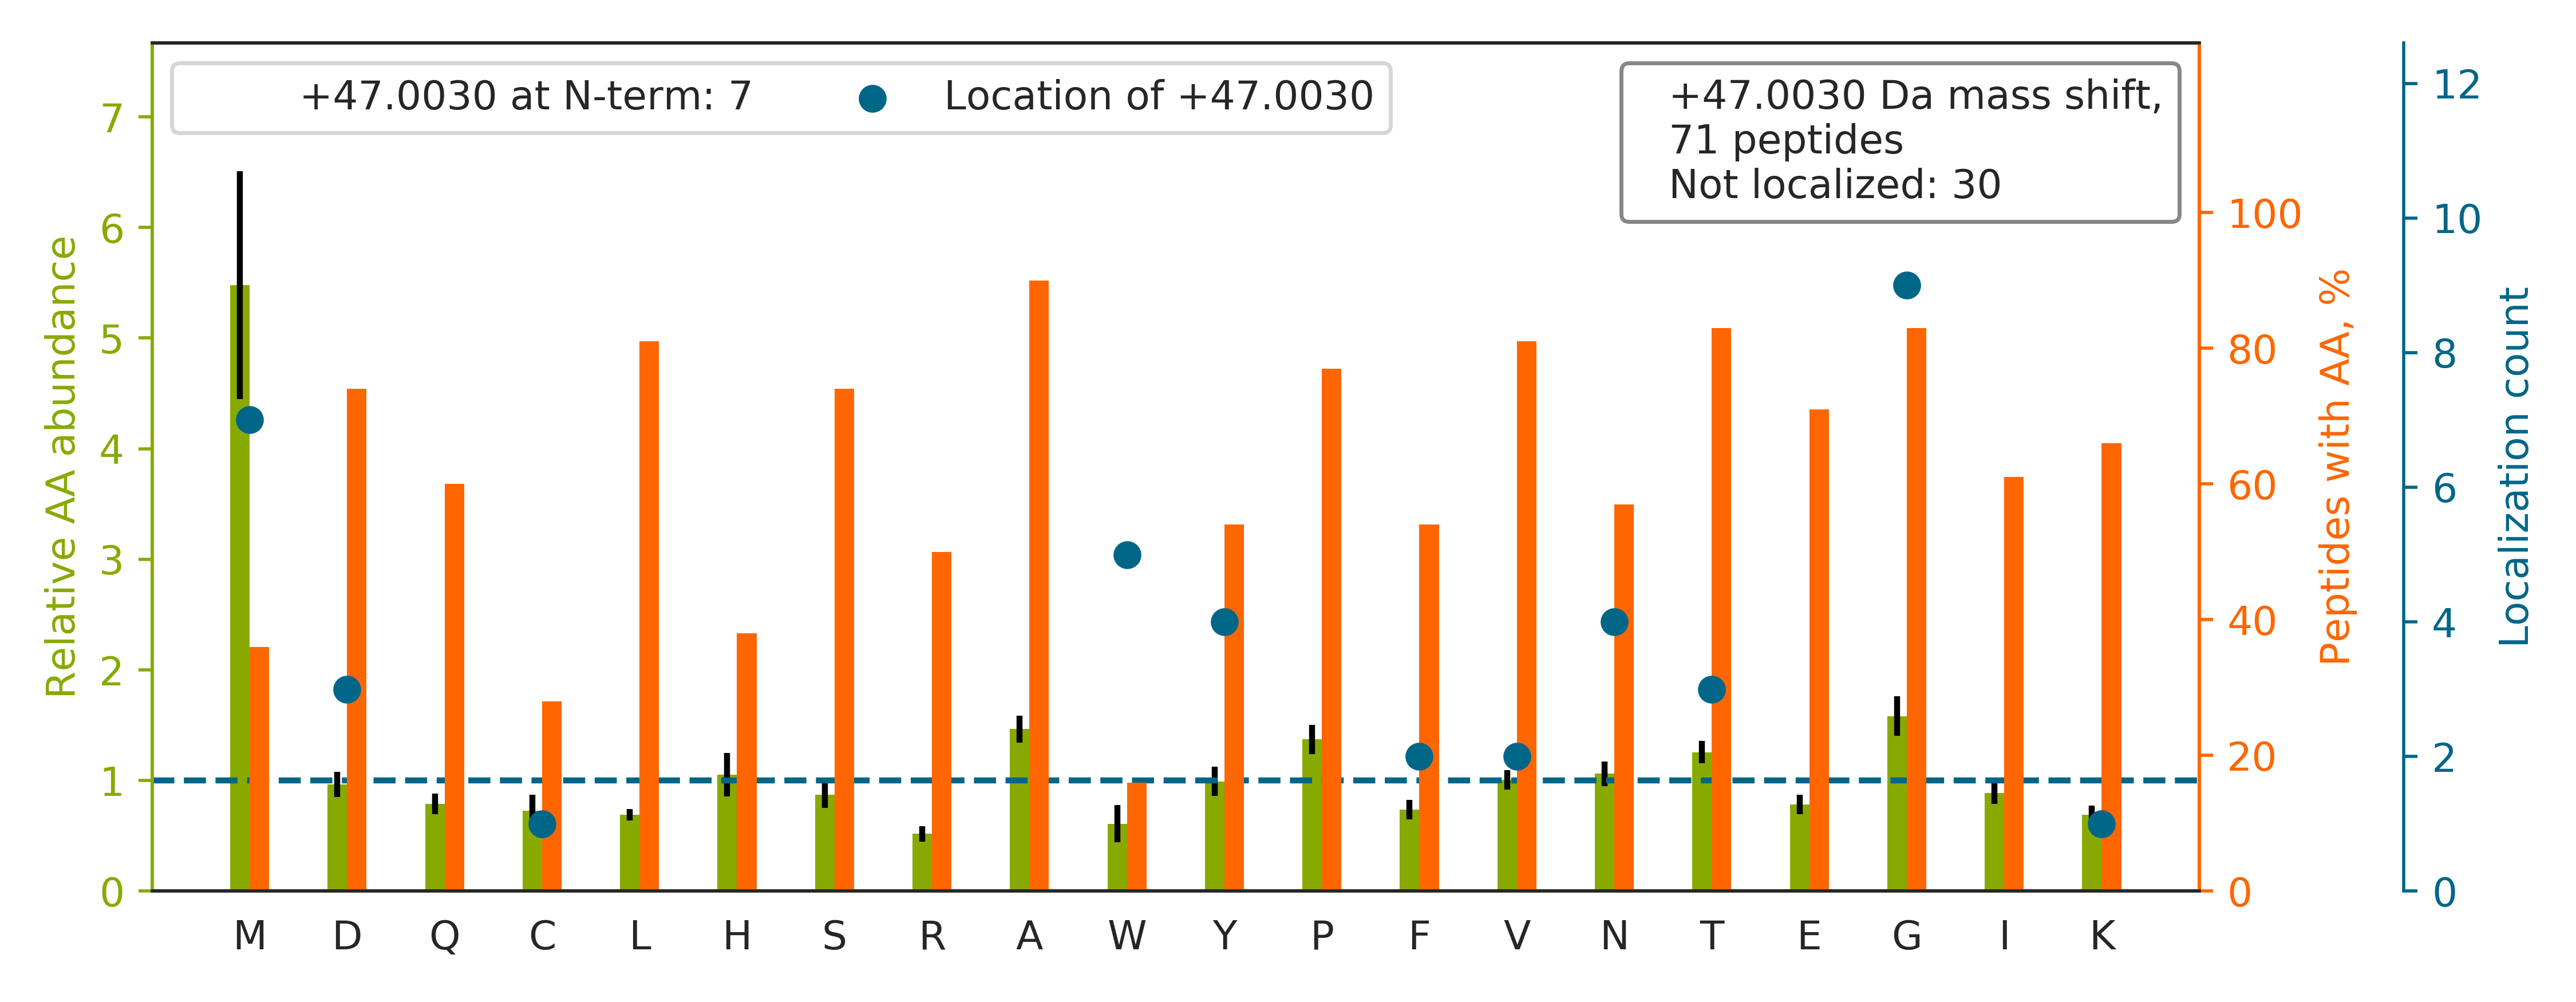 +47.0030 at N-term: 7
Location of +47.0030
+47.0030 Da mass shift,
71 peptides
Not localized: 30
Relative AA abundance
7
6
5
4
3
2
1
0
100
80
60
40
20
0
Peptides with AA, %
12
10
8
6
4
2
0
Localization count
M D Q C L H S R A W Y P F V N T E G I K